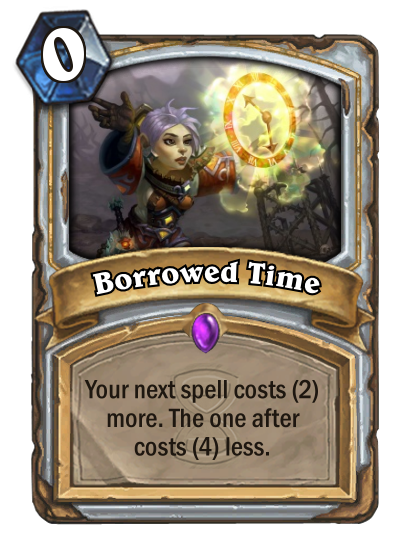 0
Borrowed Time
Your next spell costs (2)
more. The one after
costs (4) less.